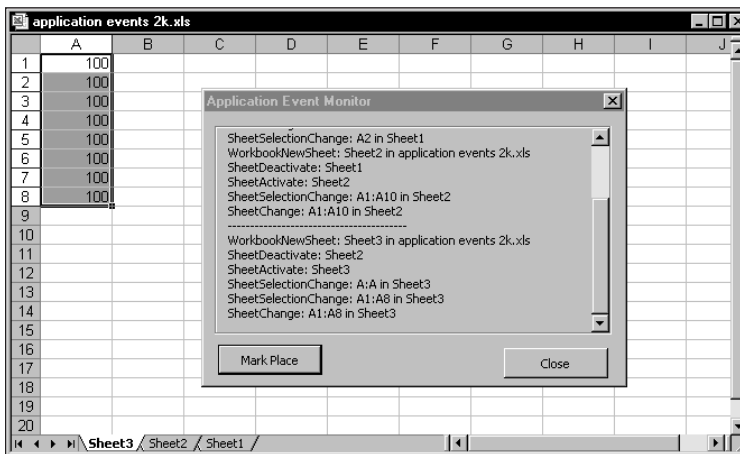 application events 2k.xls
A B C D E F G H I J
1 100
2 100
3 100
4 100
5 100
6 100
7 100
8 100
9
10
11
12
13
14
15
16
17
18
19
20
Application Event Monitor
SheetSelectionChange: A2 in Sheet1
WorkbookNewSheet: Sheet2 in application events 2k.xls
SheetDeactivate: Sheet1
SheetActivate: Sheet2
SheetSelectionChange: A1:A10 in Sheet2
SheetChange: A1:A10 in Sheet2
----------------------------------------
WorkbookNewSheet: Sheet3 in application events 2k.xls
SheetDeactivate: Sheet2
SheetActivate: Sheet3
SheetSelectionChange: A:A in Sheet3
SheetSelectionChange: A1:A8 in Sheet3
SheetChange: A1:A8 in Sheet3
Mark Place
Close
Sheet3 Sheet2 Sheet1